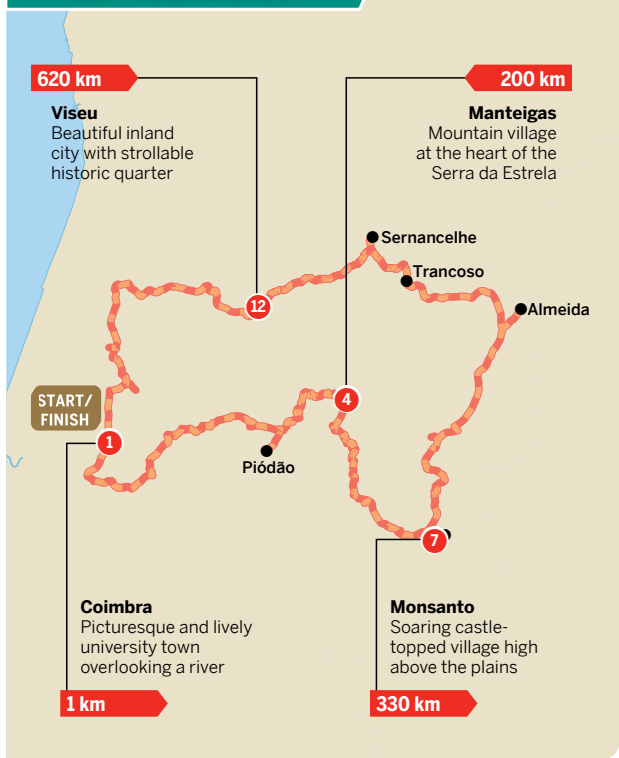 620 km
Viseu
Beautiful inland
city with strollable
historic quarter
200 km
Manteigas
Mountain village
at the heart of the
Serra da Estrela
Sernancelhe
Trancoso
Almeida
12
4
START/
FINISH
1
Piódão
7
Coimbra
Picturesque and lively
university town
overlooking a river
1 km
Monsanto
Soaring castle-
topped village high
above the plains
330 km